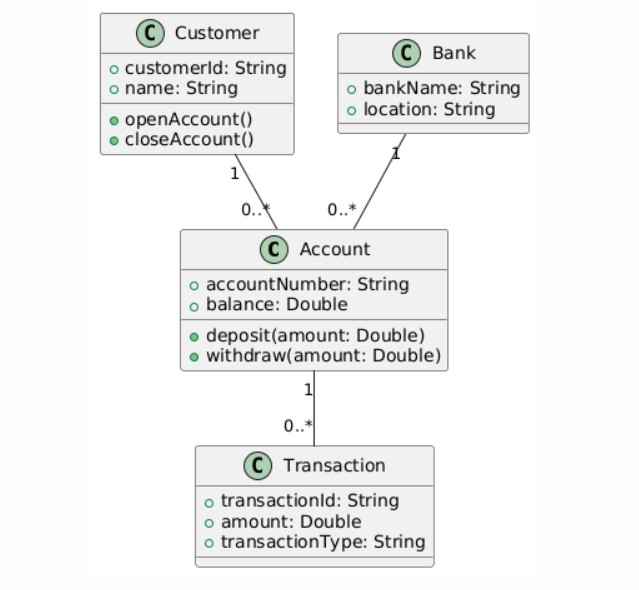 C Customer
customerId: String
name: String
openAccount()
closeAccount()
C Bank
bankName: String
location: String
1
0..*
1
0..*
C Account
accountNumber: String
balance: Double
deposit(amount: Double)
withdraw(amount: Double)
1
0..*
C Transaction
transactionId: String
amount: Double
transactionType: String